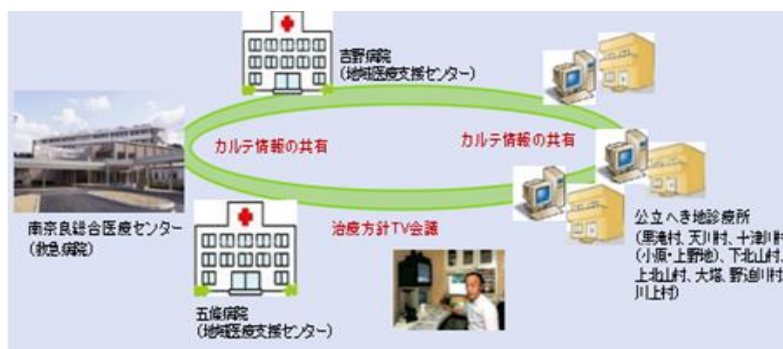 吉野病院
(地域医療支援センター)
カルテ情報の共有
カルテ情報の共有
南奈良総合医療センター
(救急病院)
治療方針TV会議
五條病院
(地域医療支援センター)
公立へき地診療所
(黒滝村、天川村、十津川村
(小原・上野地)、下北山村、
上北山村、大塔、野迫川村
川上村)